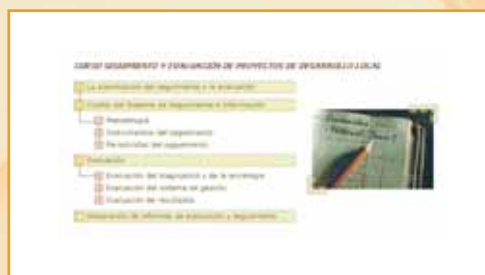 CURSO SEGUIMIENTO Y EVALUACIÓN DE PROYECTOS DE DESARROLLO LOCAL
La planificación del seguimiento y la evaluación
Diseño del Sistema de Seguimiento e Información
Metodología
Instrumentos del seguimiento
Periodicidad del seguimiento
Evaluación
Evaluación del diagnóstico y de la estrategia
Evaluación del sistema de gestión
Evaluación de resultados
Elaboración de informes de evaluación y seguimiento